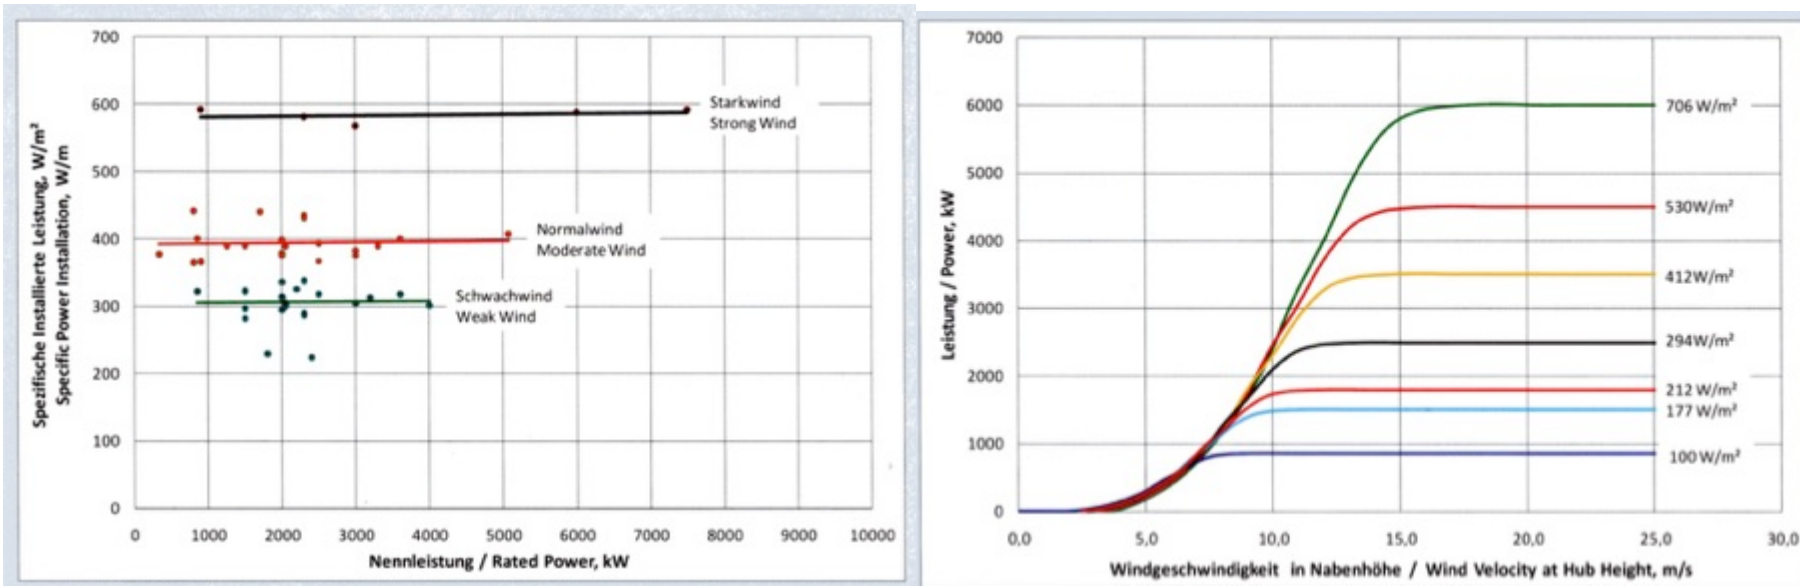 Spezifische Installierte Leistung, W/m²
Specific Power Installation, W/m
700
600
500
400
300
200
100
0
Starkwind
Strong Wind
Normalwind
Moderate Wind
Schwachwind
Weak Wind
0 1000 2000 3000 4000 5000 6000 7000 8000 9000 10000
Nennleistung / Rated Power, kW
Leistung / Power, kW
7000
6000
5000
4000
3000
2000
1000
0
706 W/m²
530W/m²
412W/m²
294W/m²
212 W/m²
177 W/m²
100 W/m²
0,0 5,0 10,0 15,0 20,0 25,0 30,0
Windgeschwindigkeit in Nabenhöhe / Wind Velocity at Hub Height, m/s